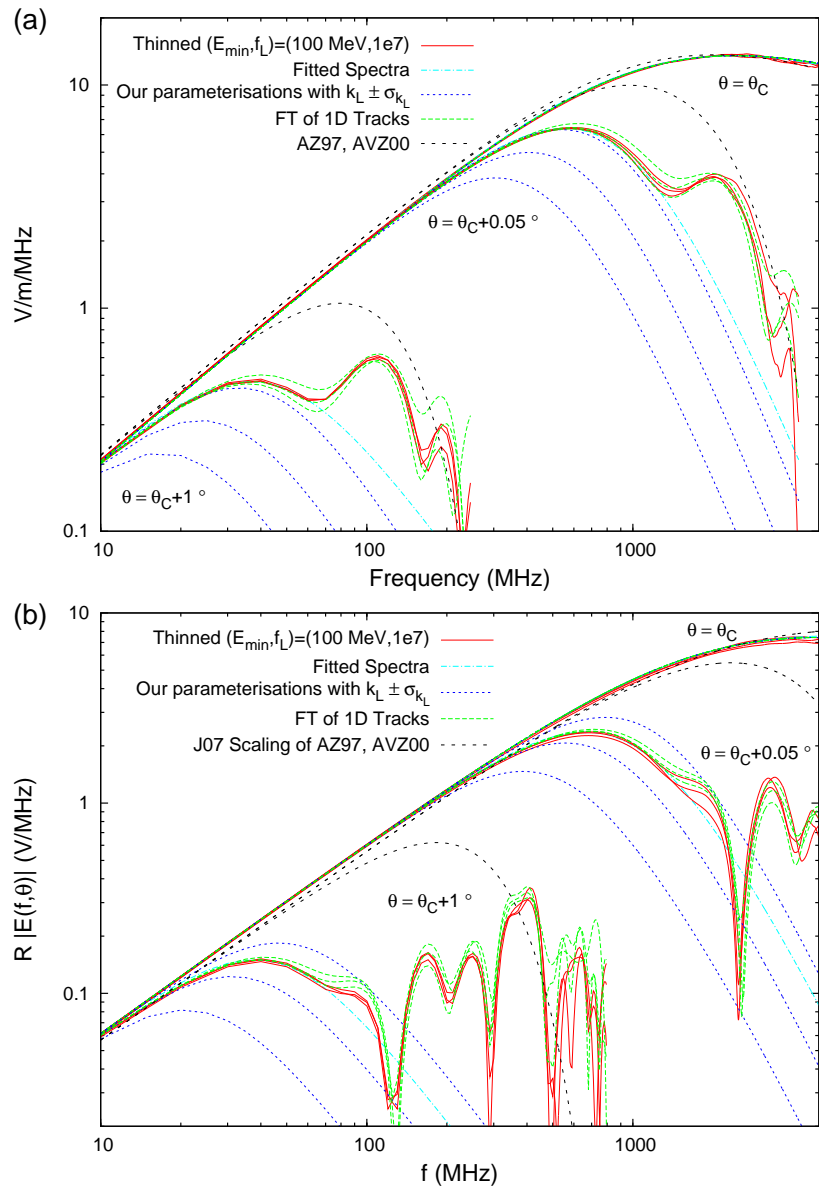 (a)
Thinned (E_min,f_L)=(100 MeV,1e7)
Fitted Spectra
Our parameterisations with k_L ± σ_k_L
FT of 1D Tracks
AZ97, AVZ00
θ = θ_C
θ = θ_C+0.05 °
θ = θ_C+1 °
V/m/MHz
10
1
0.1
10
100
1000
Frequency (MHz)
(b)
Thinned (E_min,f_L)=(100 MeV,1e7)
Fitted Spectra
Our parameterisations with k_L ± σ_k_L
FT of 1D Tracks
J07 Scaling of AZ97, AVZ00
θ = θ_C
θ = θ_C+0.05 °
θ = θ_C+1 °
R |E(f,θ)| (V/MHz)
10
1
0.1
10
100
1000
f (MHz)